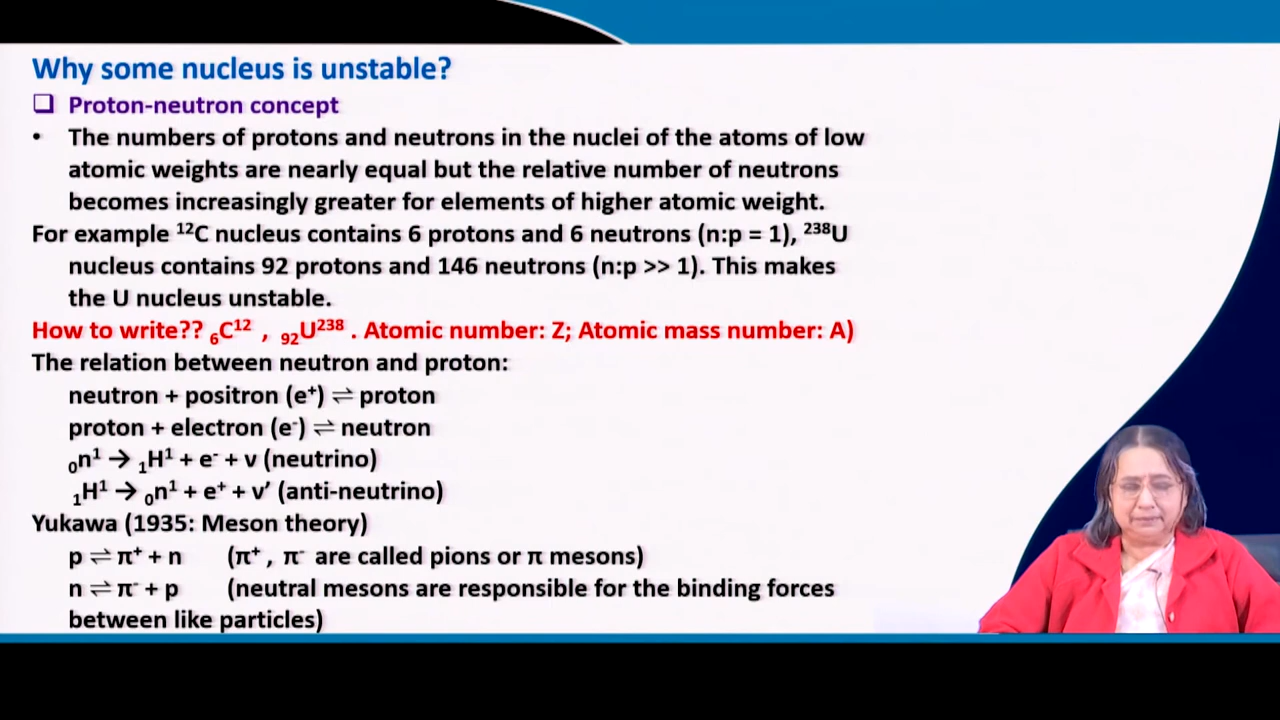 Why some nucleus is unstable?
❑ Proton-neutron concept
• The numbers of protons and neutrons in the nuclei of the atoms of low
atomic weights are nearly equal but the relative number of neutrons
becomes increasingly greater for elements of higher atomic weight.
For example ¹²C nucleus contains 6 protons and 6 neutrons (n:p = 1), ²³⁸U
nucleus contains 92 protons and 146 neutrons (n:p >> 1). This makes
the U nucleus unstable.
How to write?? ₆C¹² , ₉₂U²³⁸ . Atomic number: Z; Atomic mass number: A)
The relation between neutron and proton:
neutron + positron (e⁺) ⇌ proton
proton + electron (e⁻) ⇌ neutron
₀n¹ → ₁H¹ + e⁻ + ν (neutrino)
₁H¹ → ₀n¹ + e⁺ + ν’ (anti-neutrino)
Yukawa (1935: Meson theory)
p ⇌ π⁺ + n (π⁺ , π⁻ are called pions or π mesons)
n ⇌ π⁻ + p (neutral mesons are responsible for the binding forces
between like particles)